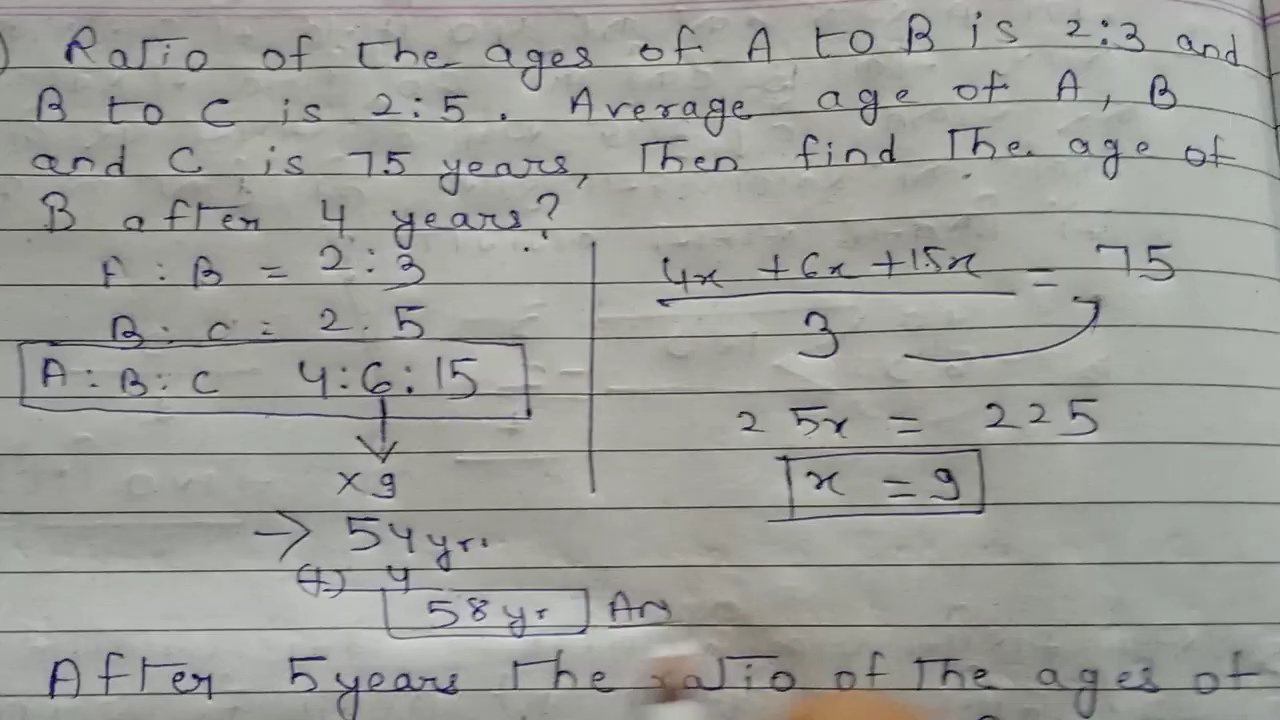 ) Ratio of the ages of A to B is 2:3 and
B to C is 2:5. Average age of A, B
and C is 75 years, Then find The age of
B after 4 years?
A : B = 2:3
B : C = 2.5
A : B : C 4:6:15
x9
→ 54 yr.
(+) 4
58 yr Ans
4x + 6x + 15x = 75
3
25x = 225
x = 9
After 5 years The ratio of The ages of